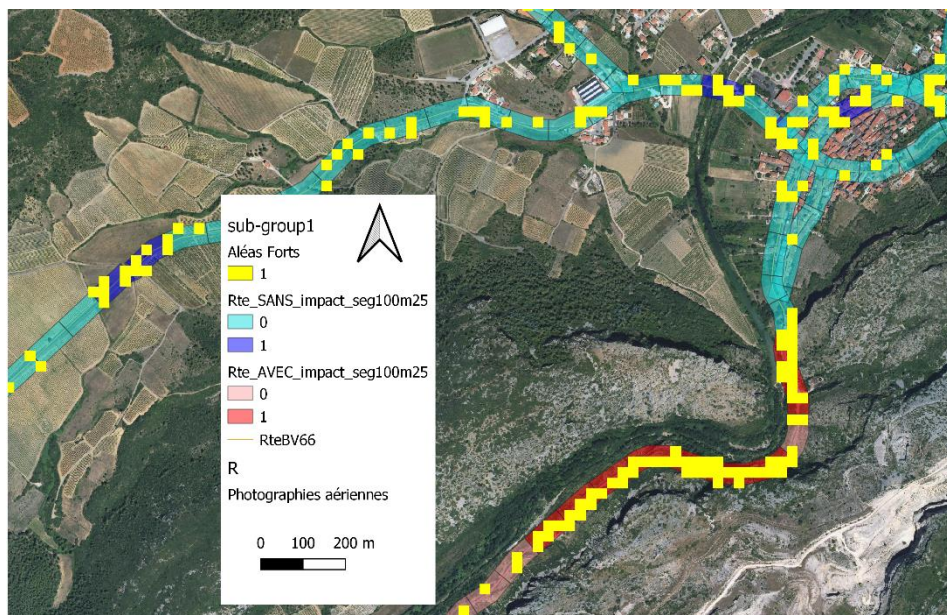 sub-group1
Aléas Forts
1
Rte_SANS_impact_seg100m25
0
1
Rte_AVEC_impact_seg100m25
0
1
RteBV66
R
Photographies aériennes
0 100 200 m